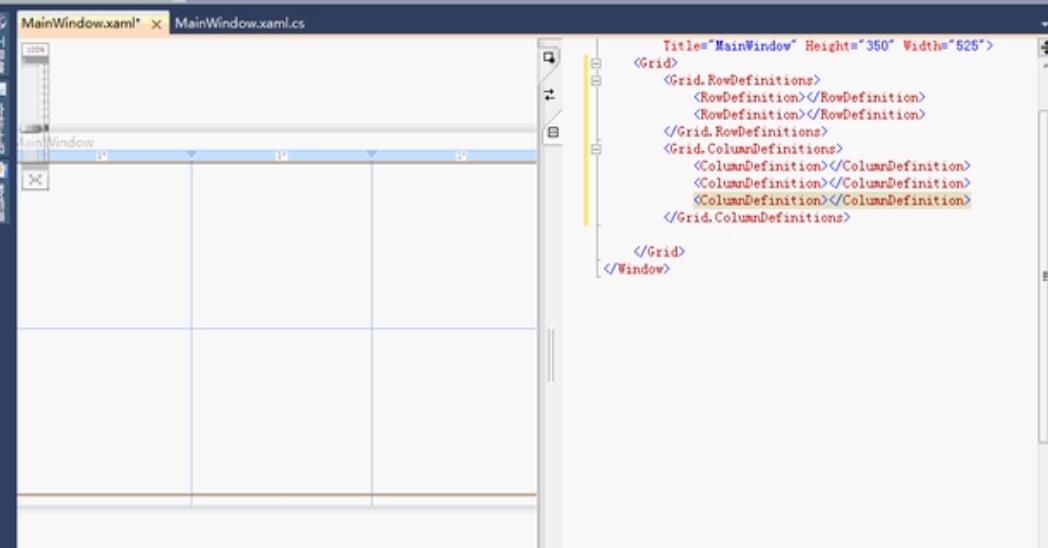 MainWindow.xaml*
MainWindow.xaml.cs
100%
MainWindow
1*
1*
1*
Title="MainWindow" Height="350" Width="525">
<Grid>
<Grid.RowDefinitions>
<RowDefinition></RowDefinition>
<RowDefinition></RowDefinition>
</Grid.RowDefinitions>
<Grid.ColumnDefinitions>
<ColumnDefinition></ColumnDefinition>
<ColumnDefinition></ColumnDefinition>
<ColumnDefinition></ColumnDefinition>
</Grid.ColumnDefinitions>
</Grid>
</Window>